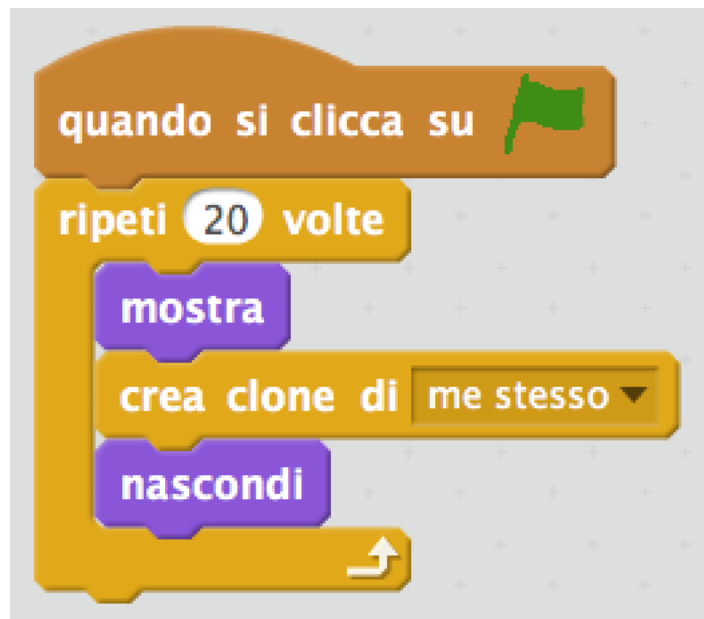 quando si clicca su
ripeti 20 volte
mostra
crea clone di me stesso
nascondi